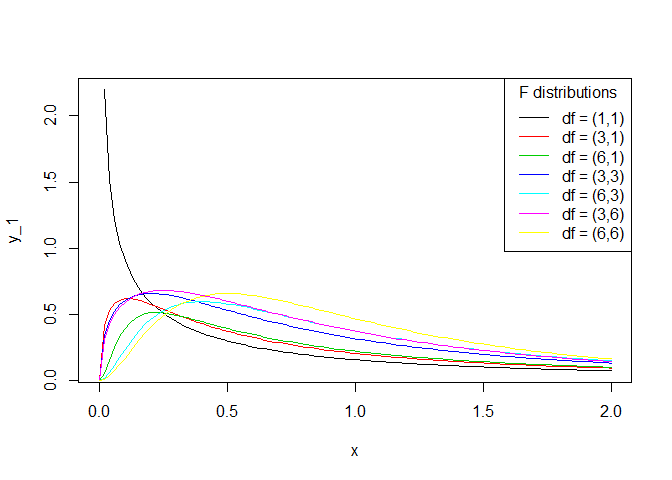 F distributions
df = (1,1)
df = (3,1)
df = (6,1)
df = (3,3)
df = (6,3)
df = (3,6)
df = (6,6)
y_1
2.0
1.5
1.0
0.5
0.0
0.0 0.5 1.0 1.5 2.0
x